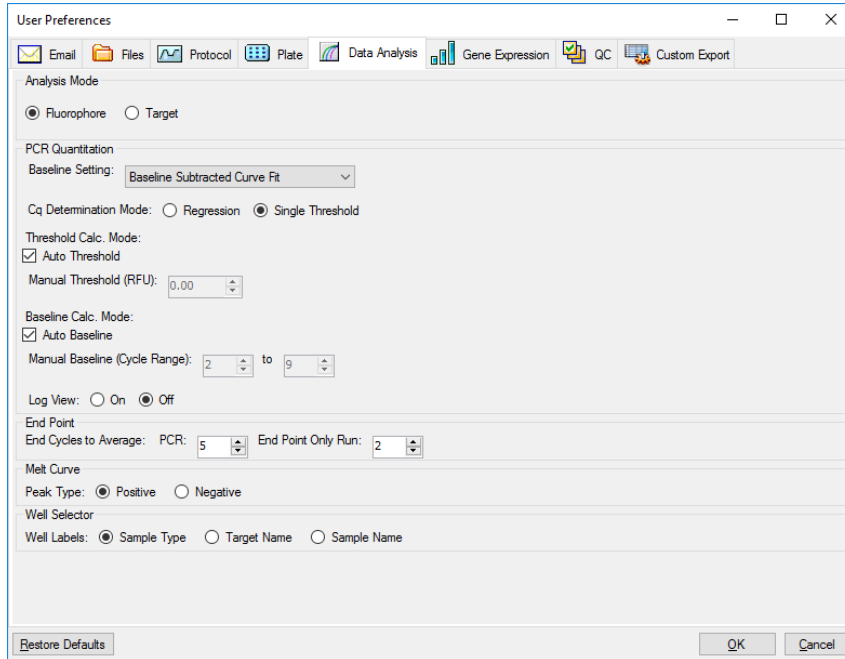 User Preferences
Email Files Protocol Plate Data Analysis Gene Expression QC Custom Export
Analysis Mode
Fluorophore Target
PCR Quantitation
Baseline Setting: Baseline Subtracted Curve Fit
Cq Determination Mode: Regression Single Threshold
Threshold Calc. Mode:
Auto Threshold
Manual Threshold (RFU): 0.00
Baseline Calc. Mode:
Auto Baseline
Manual Baseline (Cycle Range): 2 to 9
Log View: On Off
End Point
End Cycles to Average: PCR: 5 End Point Only Run: 2
Melt Curve
Peak Type: Positive Negative
Well Selector
Well Labels: Sample Type Target Name Sample Name
Restore Defaults OK Cancel